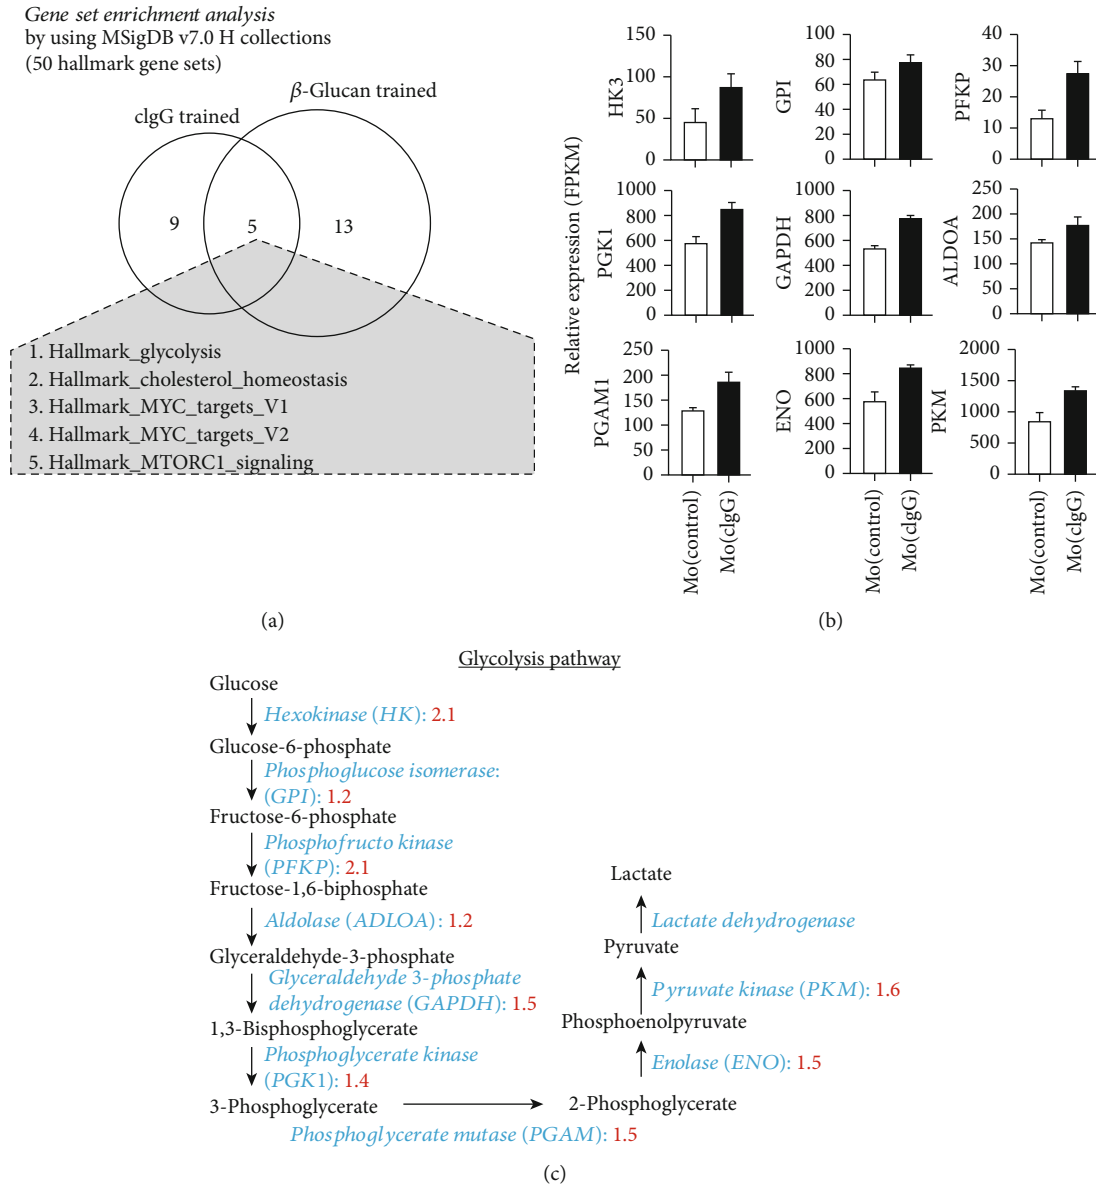 Gene set enrichment analysis
by using MSigDB v7.0 H collections
(50 hallmark gene sets)
β-Glucan trained
clgG trained
9
5
13
1. Hallmark_glycolysis
2. Hallmark_cholesterol_homeostasis
3. Hallmark_MYC_targets_V1
4. Hallmark_MYC_targets_V2
5. Hallmark_MTORC1_signaling
(a)
Relative expression (FPKM)
HK3
150
100
50
0
GPI
100
80
60
40
20
0
PFKP
40
30
20
10
0
PGK1
1000
800
600
400
200
0
GAPDH
1000
800
600
400
200
0
ALDOA
250
200
150
100
50
0
PGAM1
250
200
150
100
50
0
ENO
1000
800
600
400
200
0
PKM
2000
1500
1000
500
0
Mo(control)
Mo(clgG)
Mo(control)
Mo(clgG)
Mo(control)
Mo(clgG)
(b)
Glycolysis pathway
Glucose
Hexokinase (HK): 2.1
Glucose-6-phosphate
Phosphoglucose isomerase:
(GPI): 1.2
Fructose-6-phosphate
Phosphofructo kinase
(PFKP): 2.1
Fructose-1,6-biphosphate
Aldolase (ADLOA): 1.2
Glyceraldehyde-3-phosphate
Glyceraldehyde 3-phosphate
dehydrogenase (GAPDH): 1.5
1,3-Bisphosphoglycerate
Phosphoglycerate kinase
(PGK1): 1.4
3-Phosphoglycerate
Phosphoglycerate mutase (PGAM): 1.5
2-Phosphoglycerate
Enolase (ENO): 1.5
Phosphoenolpyruvate
Pyruvate kinase (PKM): 1.6
Pyruvate
Lactate dehydrogenase
Lactate
(c)